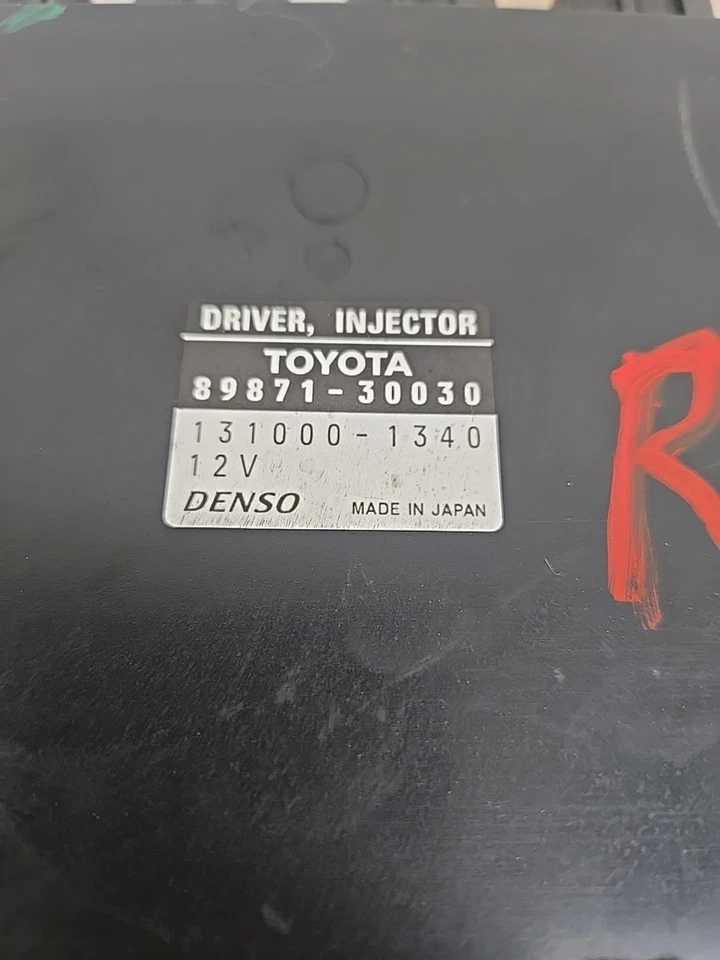 DRIVER, INJECTOR
TOYOTA
89871-30030
131000-1340
12V
DENSO MADE IN JAPAN
R